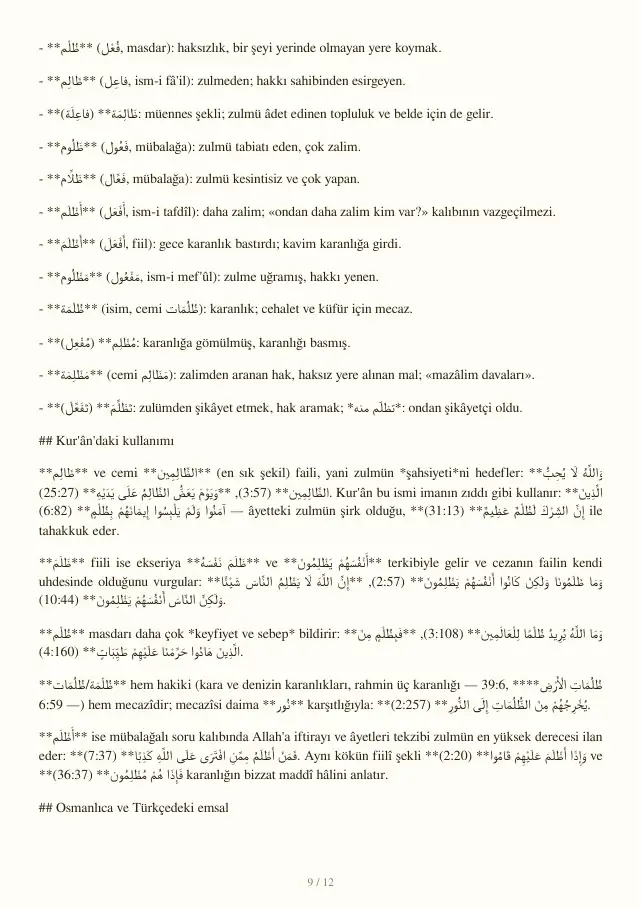 - **ظُلْم** (فُعْل, masdar): haksızlık, bir şeyi yerinde olmayan yere koymak.
- **ظَالِم** (فاعِل, ism-i fâ'il): zulmeden; hakkı sahibinden esirgeyen.
- **ظَالِمَة** (فاعِلَة): müennes şekli; zulmü âdet edinen topluluk ve belde için de gelir.
- **ظَلُوم** (فَعُول, mübalağa): zulmü tabiatı eden, çok zalim.
- **ظَلَّام** (فَعَّال, mübalağa): zulmü kesintisiz ve çok yapan.
- **أَظْلَم** (أَفْعَل, ism-i tafdîl): daha zalim; «ondan daha zalim kim var?» kalıbının vazgeçilmezi.
- **أَظْلَمَ** (أَفْعَلَ, fiil): gece karanlık bastırdı; kavim karanlığa girdi.
- **مَظْلُوم** (مَفْعُول, ism-i mef'ûl): zulme uğramış, hakkı yenen.
- **ظُلْمَة** (isim, cemi ظُلُمَات): karanlık; cehalet ve küfür için mecaz.
- **مُظْلِم** (مُفْعِل): karanlığa gömülmüş, karanlığı basmış.
- **مَظْلِمَة** (cemi مَظَالِم): zalimden aranan hak, haksız yere alınan mal; «mazâlim davaları».
- **تَظَلَّمَ** (تَفَعَّلَ): zulümden şikâyet etmek, hak aramak; *تظلّم منه*: ondan şikâyetçi oldu.
## Kur'ân'daki kullanımı
**ظَالِم** ve cemi **الظَّالِمِين** (en sık şekil) faili, yani zulmün *şahsiyeti*ni hedefler: **وَاللَّهُ لَا يُحِبُّ
الظَّالِمِين** (3:57), **وَيَوْمَ يَعَضُّ الظَّالِمُ عَلَى يَدَيْهِ** (25:27). Kur'ân bu ismi imanın zıddı gibi kullanır: **الَّذِينَ
آمَنُوا وَلَمْ يَلْبِسُوا إِيمَانَهُمْ بِظُلْمٍ** (6:82) — âyetteki zulmün şirk olduğu, **إِنَّ الشِّرْكَ لَظُلْمٌ عَظِيمٌ** (31:13) ile
tahakkuk eder.
**ظَلَمَ** fiili ise ekseriya **ظَلَمَ نَفْسَهُ** ve **أَنْفُسَهُمْ يَظْلِمُونَ** terkibiyle gelir ve cezanın failin kendi
uhdesinde olduğunu vurgular: **وَمَا ظَلَمُونَا وَلَكِنْ كَانُوا أَنْفُسَهُمْ يَظْلِمُونَ** (2:57), **إِنَّ اللَّهَ لَا يَظْلِمُ النَّاسَ شَيْئًا
وَلَكِنَّ النَّاسَ أَنْفُسَهُمْ يَظْلِمُونَ** (10:44).
**ظُلْم** masdarı daha çok *keyfiyet ve sebep* bildirir: **وَمَا اللَّهُ يُرِيدُ ظُلْمًا لِلْعَالَمِين** (3:108), **فَبِظُلْمٍ مِنَ
الَّذِينَ هَادُوا حَرَّمْنَا عَلَيْهِمْ طَيِّبَاتٍ** (4:160).
**ظُلْمَة/ظُلُمَات** hem hakiki (kara ve denizin karanlıkları, rahmin üç karanlığı — 39:6, **ظُلُمَاتِ الْأَرْضِ**
6:59 —) hem mecazîdir; mecazîsi daima **نُور** karşıtlığıyla: **يُخْرِجُهُمْ مِنَ الظُّلُمَاتِ إِلَى النُّورِ** (2:257).
**أَظْلَم** ise mübalağalı soru kalıbında Allah'a iftirayı ve âyetleri tekzibi zulmün en yüksek derecesi ilan
eder: **فَمَنْ أَظْلَمُ مِمَّنِ افْتَرَى عَلَى اللَّهِ كَذِبًا** (7:37). Aynı kökün fiilî şekli **وَإِذَا أَظْلَمَ عَلَيْهِمْ قَامُوا** (2:20) ve
**فَإِذَا هُمْ مُظْلِمُون** (36:37) karanlığın bizzat maddî hâlini anlatır.
## Osmanlıca ve Türkçedeki emsal
9 / 12